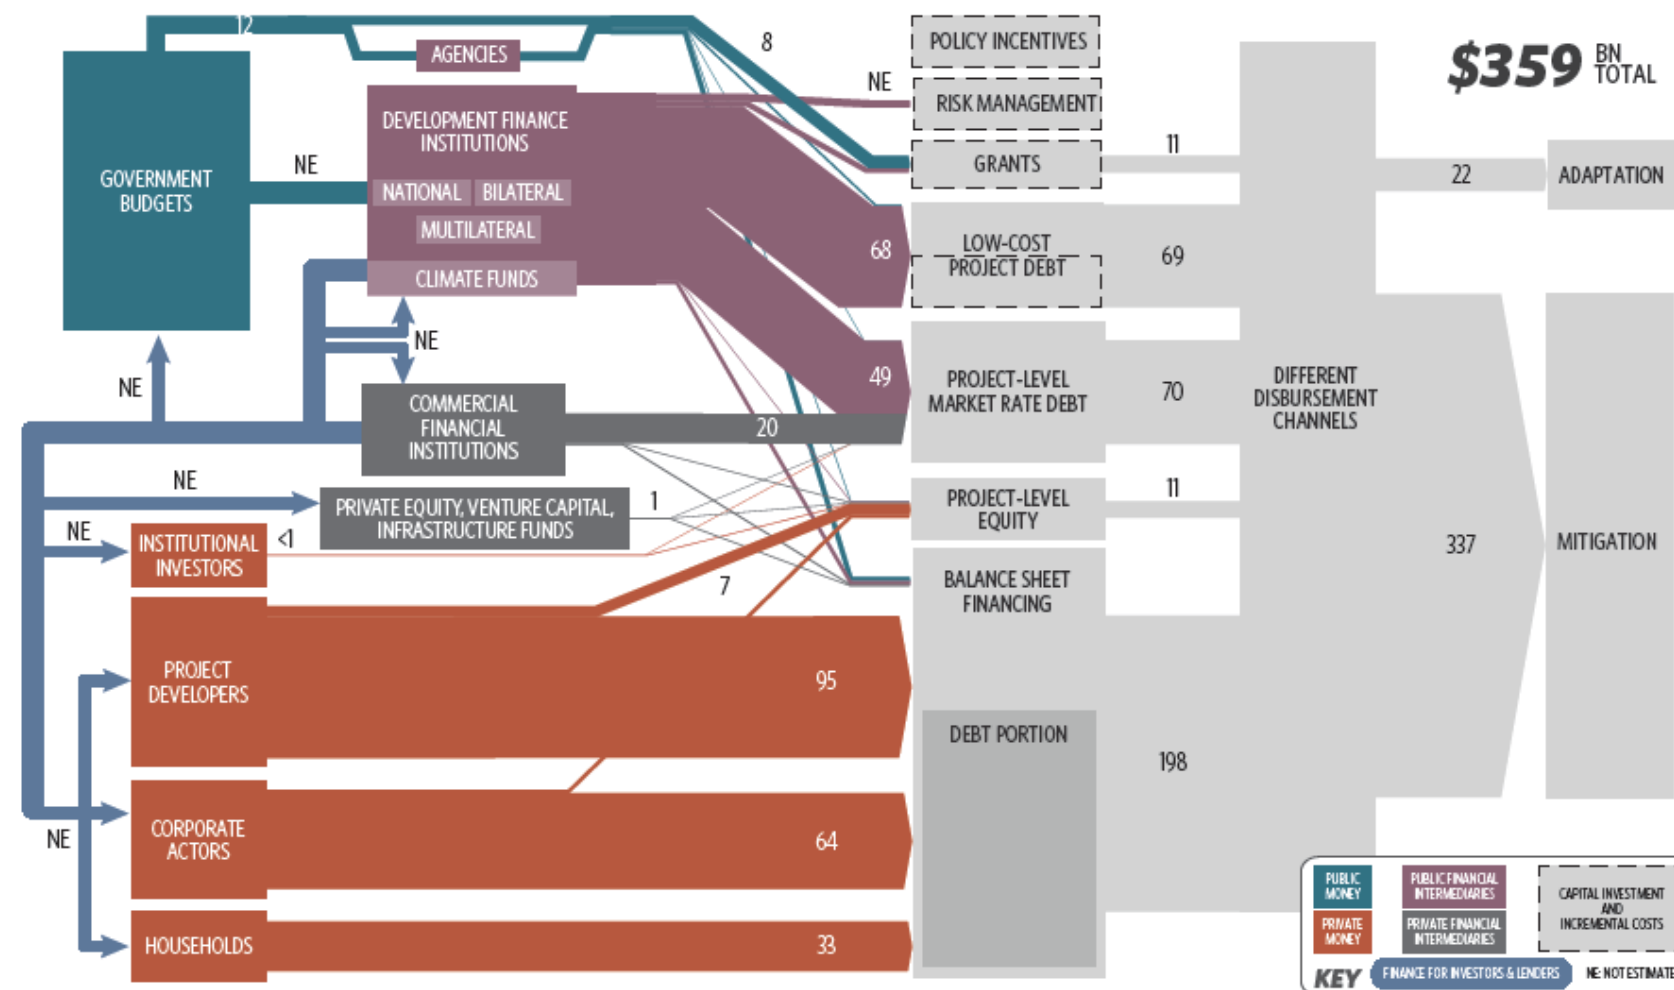 12
AGENCIES
8
POLICY INCENTIVES
$359 BN
TOTAL
DEVELOPMENT FINANCE
INSTITUTIONS
NATIONAL
BILATERAL
MULTILATERAL
CLIMATE FUNDS
NE
RISK MANAGEMENT
GOVERNMENT
BUDGETS
NE
GRANTS
11
22
ADAPTATION
68
LOW-COST
PROJECT DEBT
69
NE
NE
COMMERCIAL
FINANCIAL
INSTITUTIONS
20
49
PROJECT-LEVEL
MARKET RATE DEBT
70
DIFFERENT
DISBURSEMENT
CHANNELS
NE
PRIVATE EQUITY, VENTURE CAPITAL,
INFRASTRUCTURE FUNDS
1
PROJECT-LEVEL
EQUITY
11
NE
INSTITUTIONAL
INVESTORS
<1
7
BALANCE SHEET
FINANCING
337
MITIGATION
PROJECT
DEVELOPERS
95
DEBT PORTION
198
NE
CORPORATE
ACTORS
64
HOUSEHOLDS
33
PUBLIC
MONEY
PUBLIC FINANCIAL
INTERMEDIARIES
CAPITAL INVESTMENT
AND
INCREMENTAL COSTS
PRIVATE
MONEY
PRIVATE FINANCIAL
INTERMEDIARIES
KEY
FINANCE FOR INVESTORS & LENDERS
NE: NOT ESTIMATE